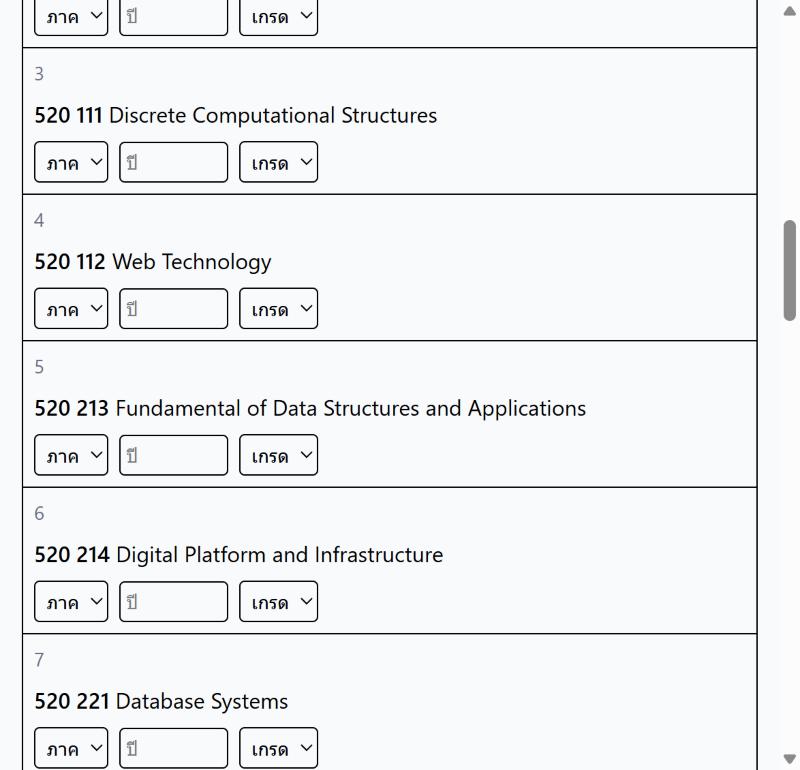 ภาค ปี เกรด
3
520 111 Discrete Computational Structures
ภาค ปี เกรด
4
520 112 Web Technology
ภาค ปี เกรด
5
520 213 Fundamental of Data Structures and Applications
ภาค ปี เกรด
6
520 214 Digital Platform and Infrastructure
ภาค ปี เกรด
7
520 221 Database Systems
ภาค ปี เกรด